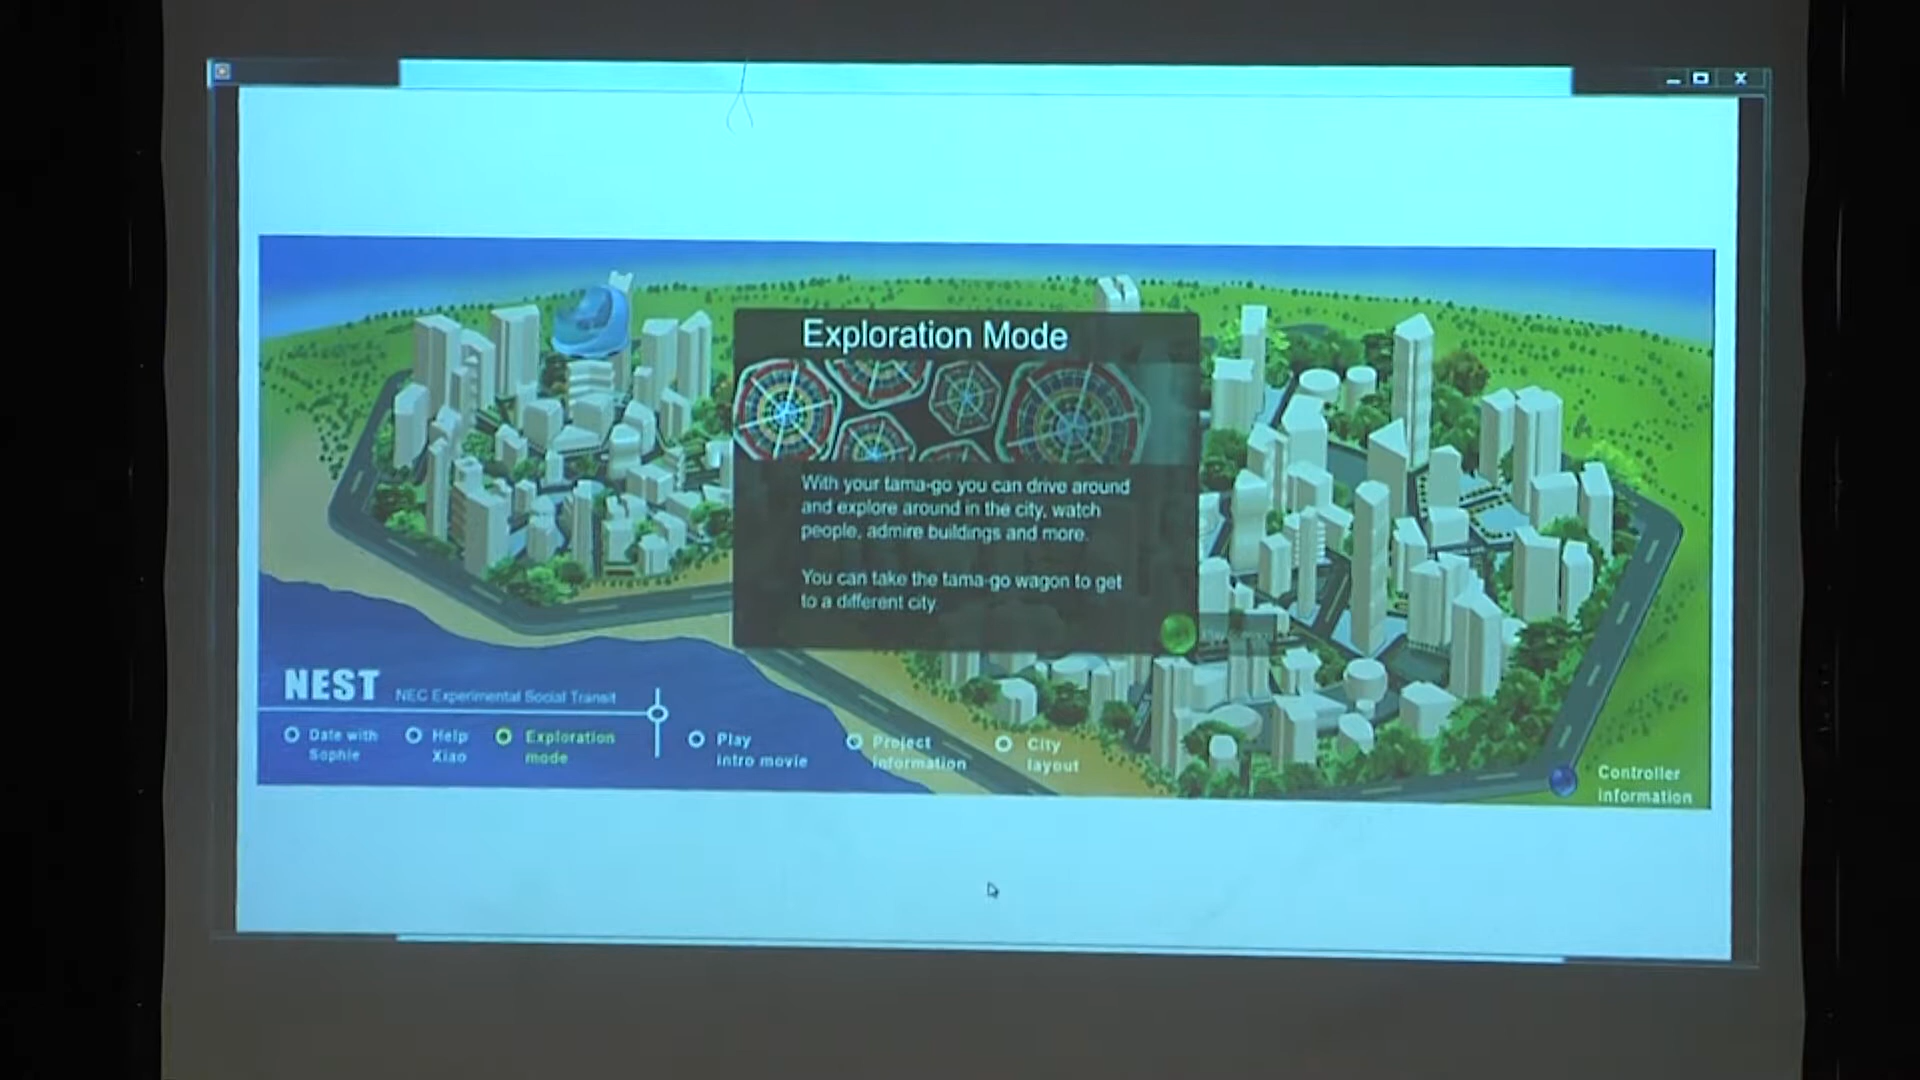 Exploration Mode
With your tama-go you can drive around
and explore around in the city, watch
people, admire buildings and more.
You can take the tama-go wagon to get
to a different city
NEST
NEC Experimental Social Transit
Date with
Sophie
Help
Xiao
Exploration
mode
Play
intro movie
Project
information
City
layout
Controller
information